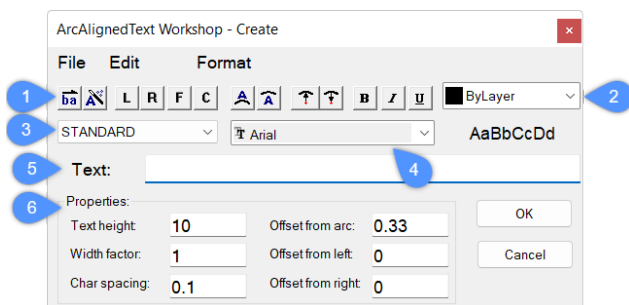 ArcAlignedText Workshop - Create ×
File Edit Format
1 ba A L R F C A A T T B I U ByLayer 2
3 STANDARD T Arial AaBbCcDd
5 Text: 4
6 Properties:
Text height: 10 Offset from arc: 0.33 OK
Width factor: 1 Offset from left: 0 Cancel
Char spacing: 0.1 Offset from right: 0